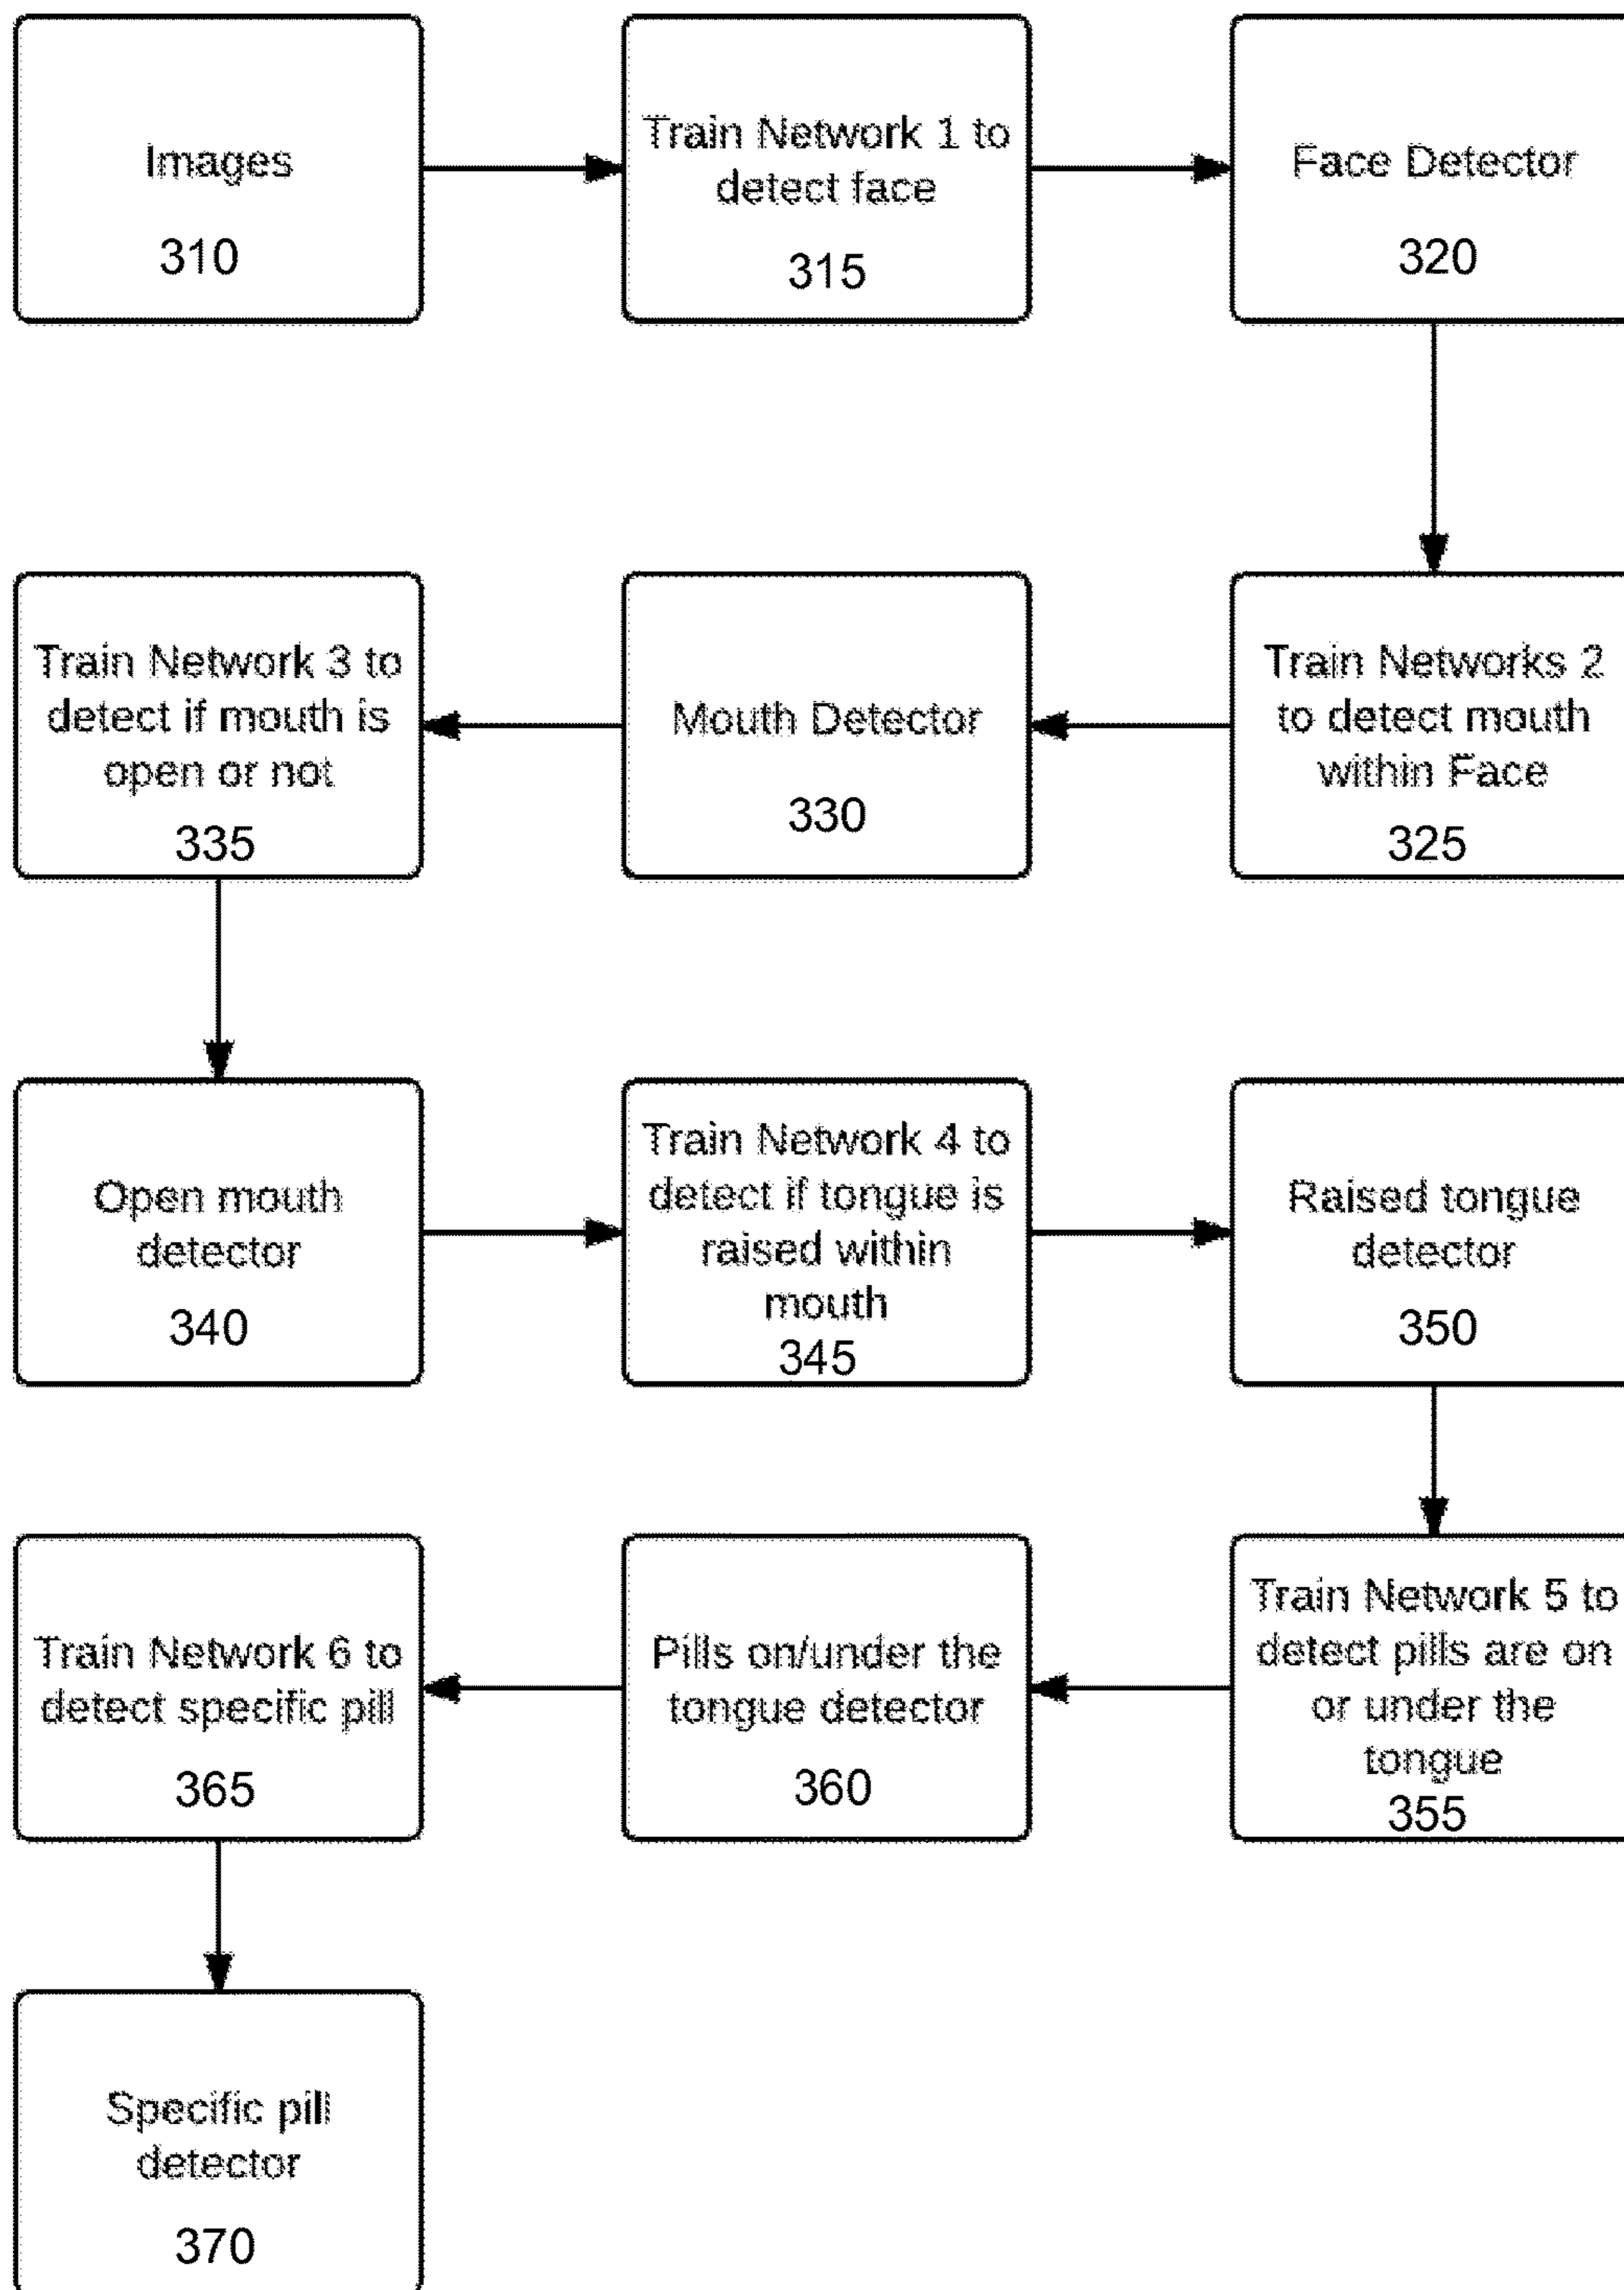 Images
310
Train Network 1 to
detect face
315
Face Detector
320
Train Networks 2
to detect mouth
within Face
325
Mouth Detector
330
Train Network 3 to
detect if mouth is
open or not
335
Open mouth
detector
340
Train Network 4 to
detect if tongue is
raised within
mouth
345
Raised tongue
detector
350
Train Network 5 to
detect pills are on
or under the
tongue
355
Pills on/under the
tongue detector
360
Train Network 6 to
detect specific pill
365
Specific pill
detector
370